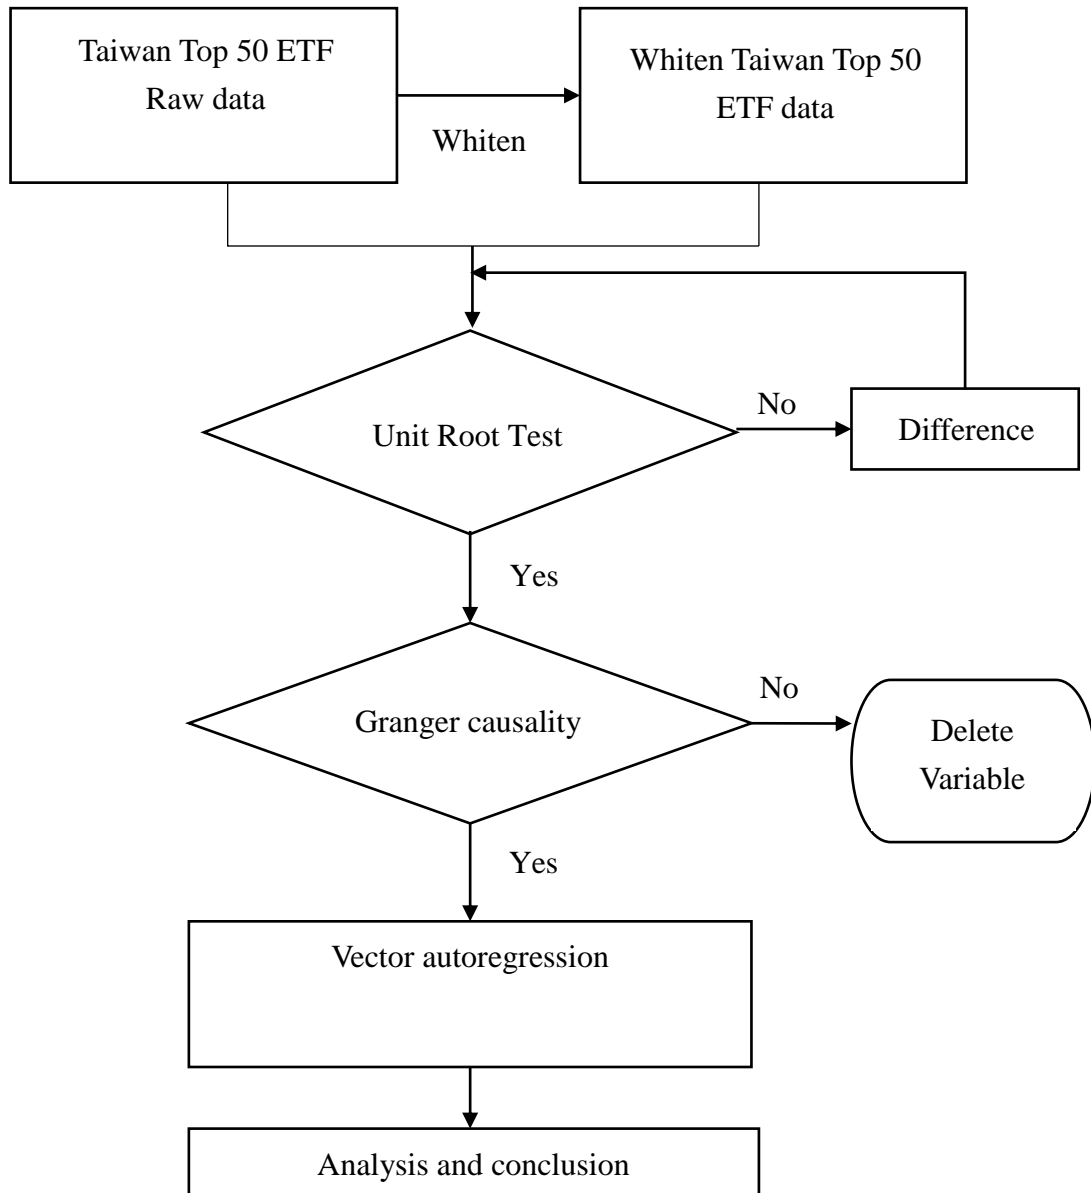 Taiwan Top 50 ETF
Raw data
Whiten
Whiten Taiwan Top 50
ETF data
Unit Root Test
No
Difference
Yes
Granger causality
No
Delete
Variable
Yes
Vector autoregression
Analysis and conclusion